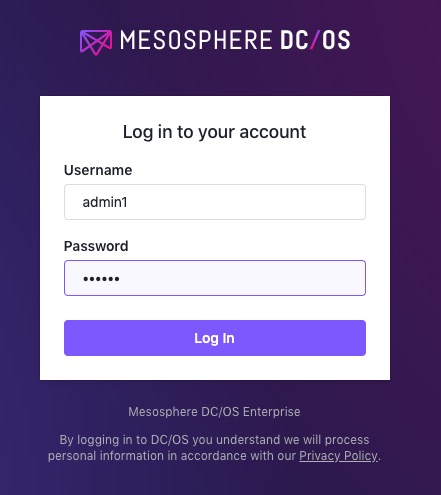 MESOSPHERE DC/OS
Log in to your account
Username
admin1
Password
••••••
Log In
Mesosphere DC/OS Enterprise
By logging in to DC/OS you understand we will process
personal information in accordance with our Privacy Policy.